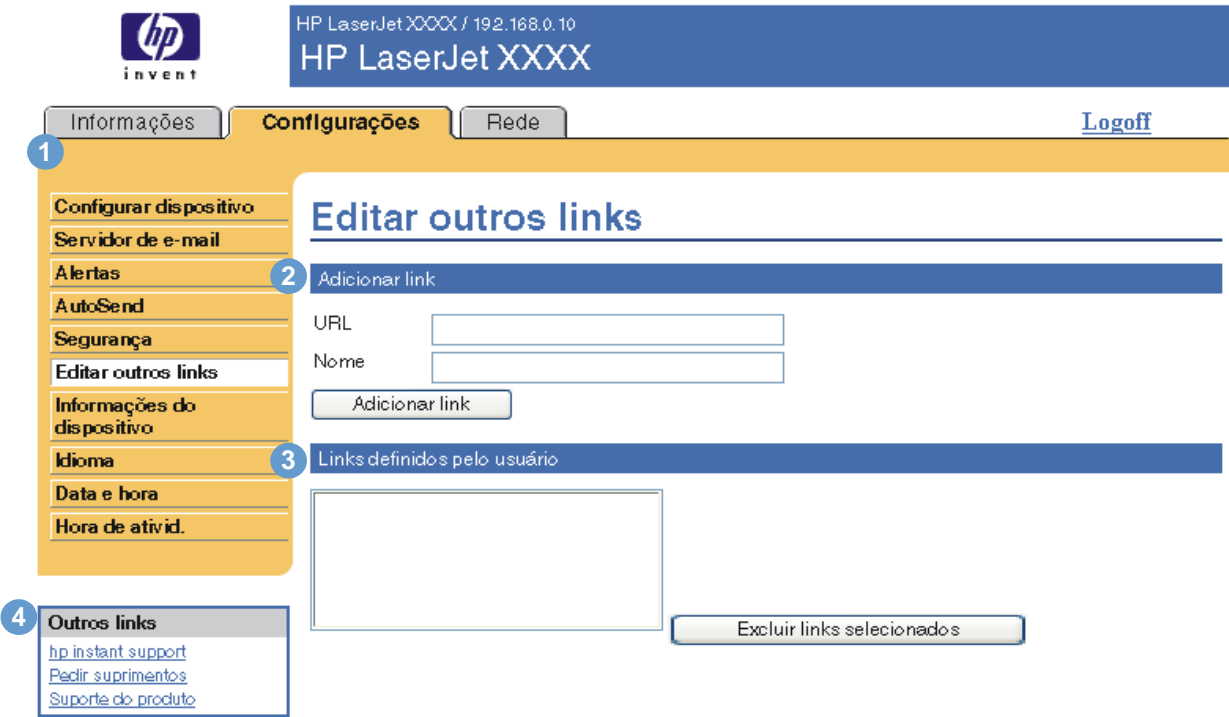 hp
invent
HP LaserJet XXXX / 192.168.0.10
HP LaserJet XXXX
Informações
Configurações
Rede
Logoff
1
Configurar dispositivo
Servidor de e-mail
Alertas
AutoSend
Segurança
Editar outros links
Informações do
dispositivo
Idioma
Data e hora
Hora de ativid.
Editar outros links
2
Adicionar link
URL
Nome
Adicionar link
3
Links definidos pelo usuário
Excluir links selecionados
4
Outros links
hp instant support
Pedir suprimentos
Suporte do produto